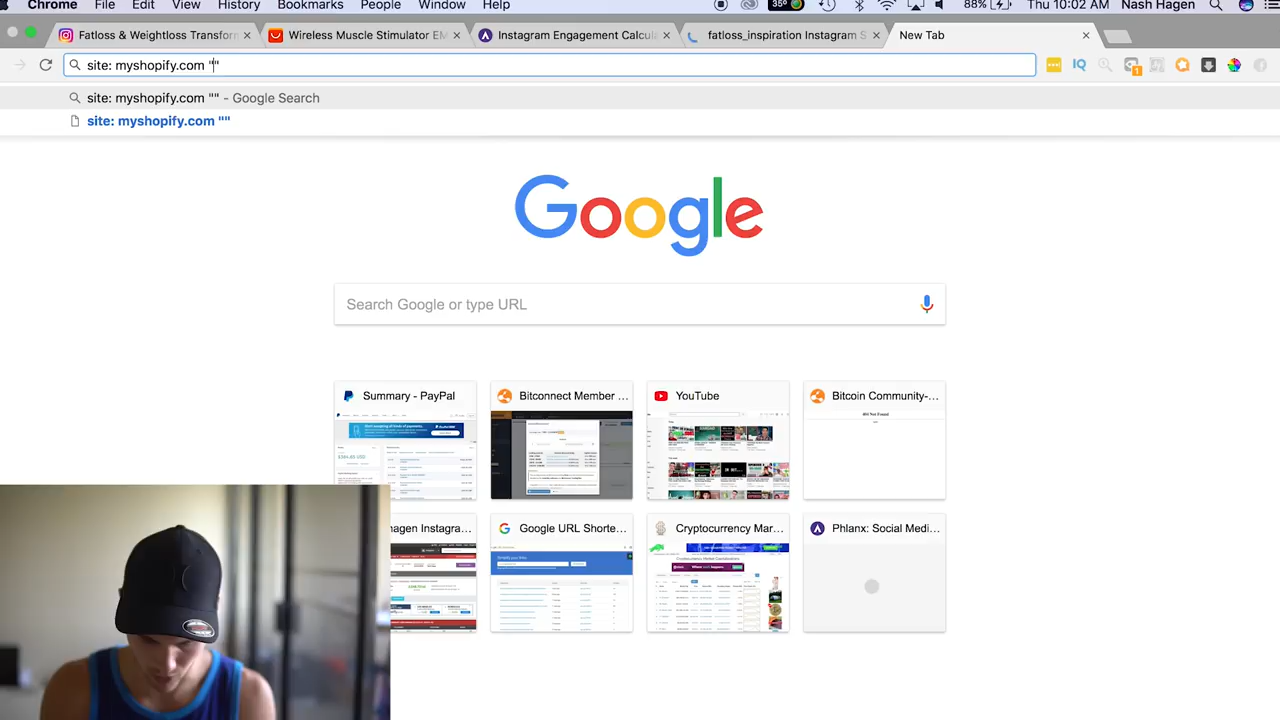 Chrome File Edit View History Bookmarks People Window Help 35° 88% Thu 10:02 AM Nash Hagen
Fatloss & Weightloss Transforn Wireless Muscle Stimulator EM Instagram Engagement Calcul fatloss_inspiration Instagram S New Tab
site: myshopify.com ""
site: myshopify.com "" - Google Search
site: myshopify.com ""
Google
Search Google or type URL
Summary - PayPal Bitconnect Member ... YouTube Bitcoin Community-...
hagen Instagra... Google URL Shorte... Cryptocurrency Mar... Phlanx: Social Medi...